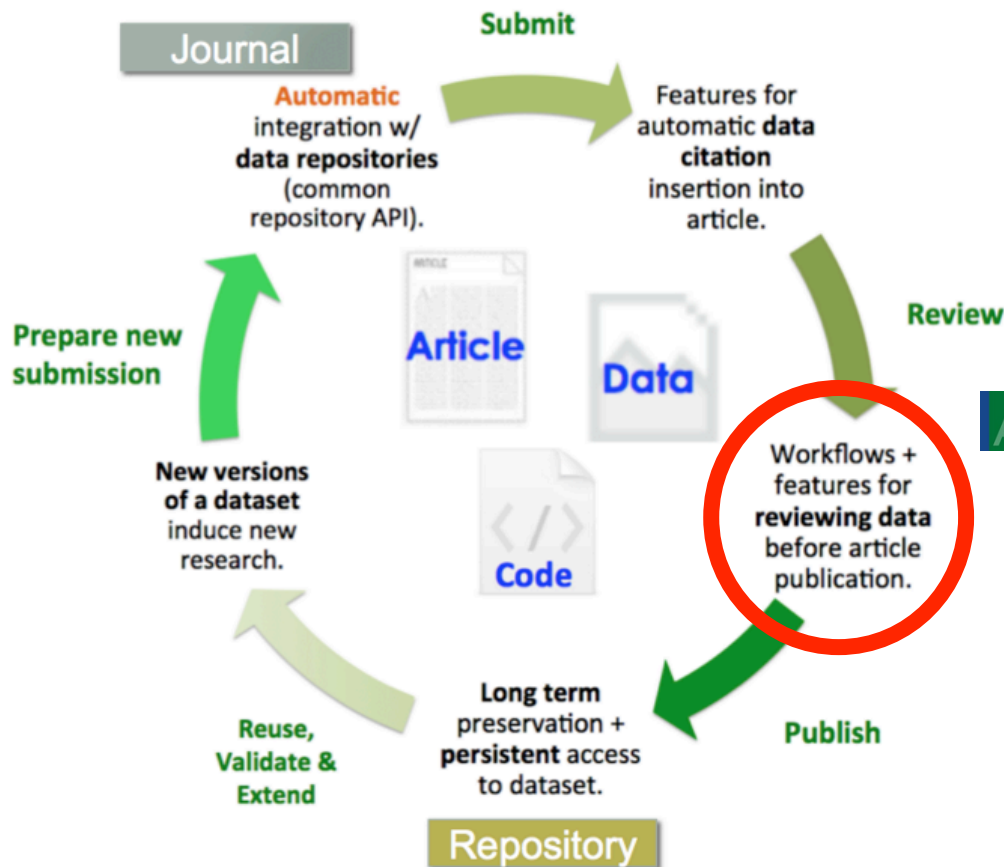 Journal
Submit
Automatic
integration w/
data repositories
(common
repository API).
Features for
automatic data
citation
insertion into
article.
Review
Prepare new
submission
ARTICLE
Article
Data
Code
</>
Workflows +
features for
reviewing data
before article
publication.
New versions
of a dataset
induce new
research.
Long term
preservation +
persistent access
to dataset.
Publish
Reuse,
Validate &
Extend
Repository